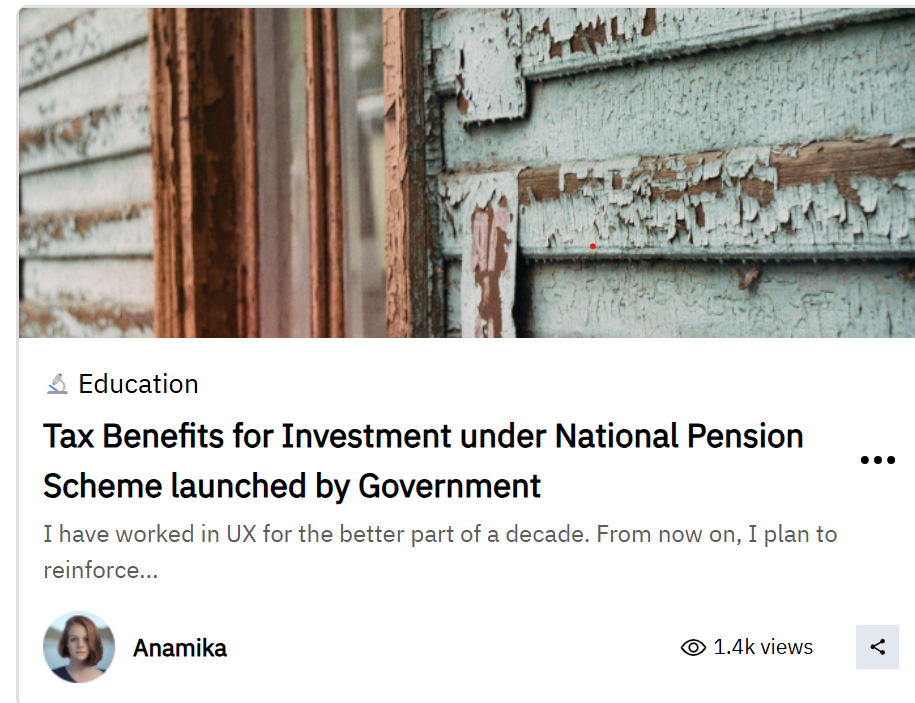 Education
Tax Benefits for Investment under National Pension
Scheme launched by Government
I have worked in UX for the better part of a decade. From now on, I plan to
reinforce...
Anamika
1.4k views